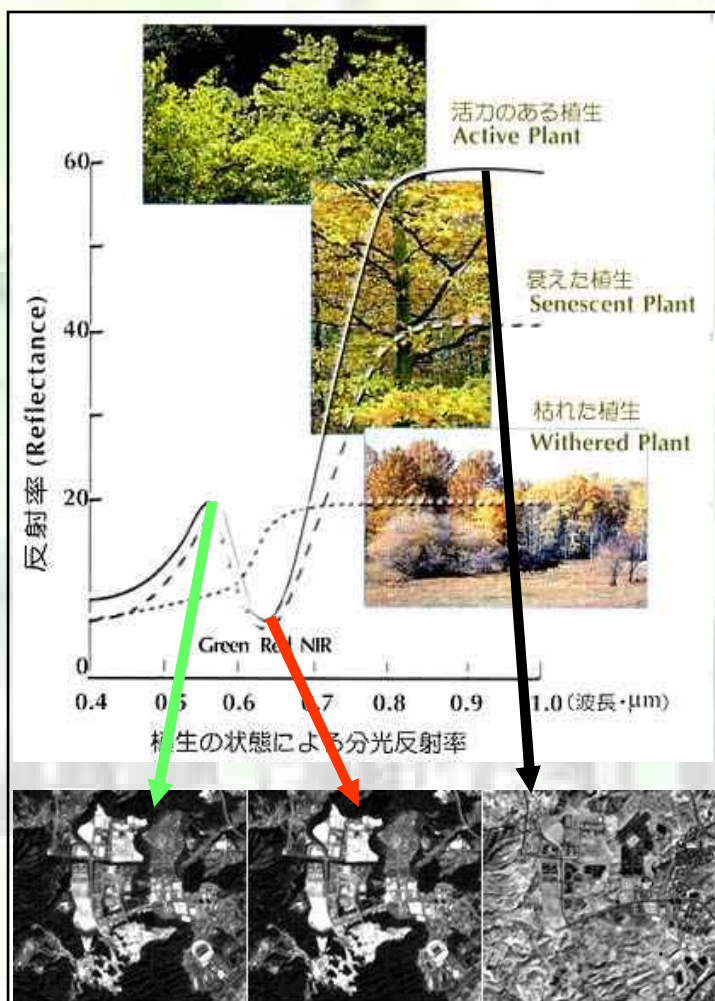 活力のある植生
Active Plant
60
衰えた植生
Senescent Plant
40
枯れた植生
Withered Plant
20
反射率 (Reflectance)
Green Red NIR
0
0.4 0.5 0.6 0.7 0.8 0.9 1.0 (波長・μm)
植生の状態による分光反射率